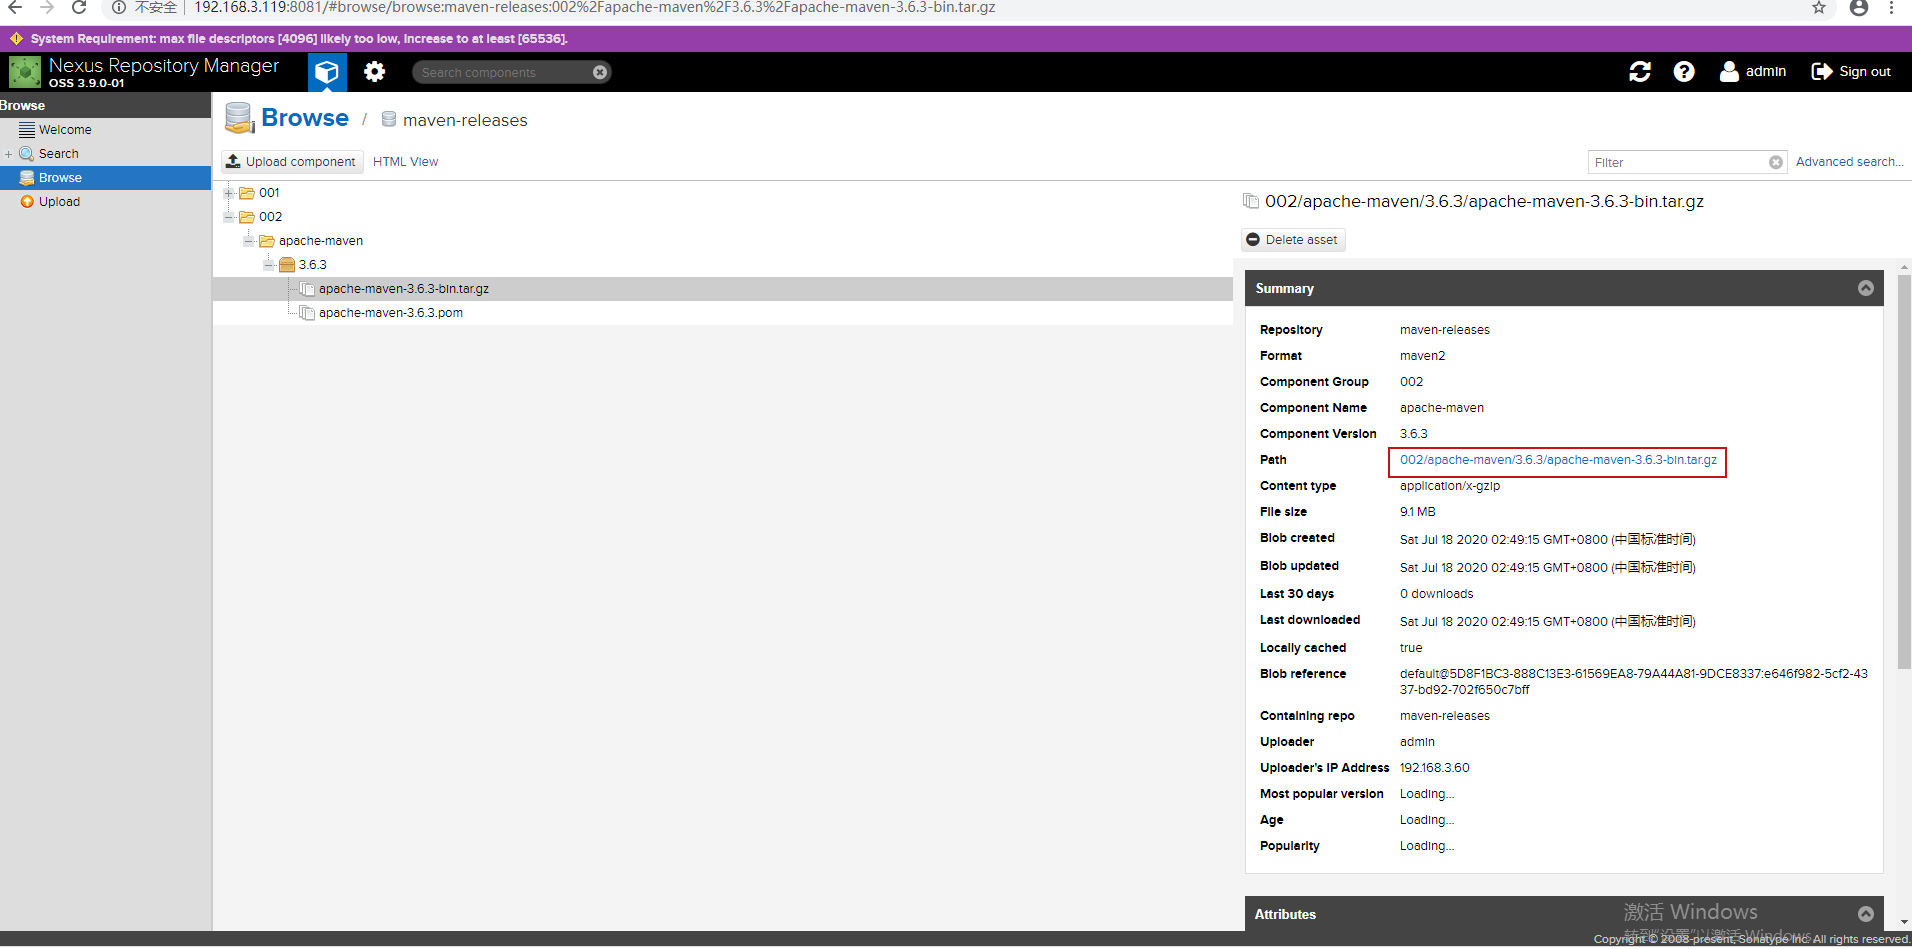 不安全 192.168.3.119:8081/#browse/browse:maven-releases:002%2Fapache-maven%2F3.6.3%2Fapache-maven-3.6.3-bin.tar.gz
System Requirement: max file descriptors [4096] likely too low, increase to at least [65536].
Nexus Repository Manager
OSS 3.9.0-01
Search components
admin
Sign out
Browse
Welcome
Search
Browse
Upload
Browse / maven-releases
Upload component
HTML View
Filter
Advanced search...
001
002
apache-maven
3.6.3
apache-maven-3.6.3-bin.tar.gz
apache-maven-3.6.3.pom
002/apache-maven/3.6.3/apache-maven-3.6.3-bin.tar.gz
Delete asset
Summary
Repository maven-releases
Format maven2
Component Group 002
Component Name apache-maven
Component Version 3.6.3
Path 002/apache-maven/3.6.3/apache-maven-3.6.3-bin.tar.gz
Content type application/x-gzip
File size 9.1 MB
Blob created Sat Jul 18 2020 02:49:15 GMT+0800 (中国标准时间)
Blob updated Sat Jul 18 2020 02:49:15 GMT+0800 (中国标准时间)
Last 30 days 0 downloads
Last downloaded Sat Jul 18 2020 02:49:15 GMT+0800 (中国标准时间)
Locally cached true
Blob reference default@5D8F1BC3-888C13E3-61569EA8-79A44A81-9DCE8337:e646f982-5cf2-43
37-bd92-702f650c7bff
Containing repo maven-releases
Uploader admin
Uploader's IP Address 192.168.3.60
Most popular version Loading...
Age Loading...
Popularity Loading...
Attributes
激活 Windows
转到"设置"以激活 Windows。
Copyright © 2008-present, Sonatype Inc. All rights reserved.